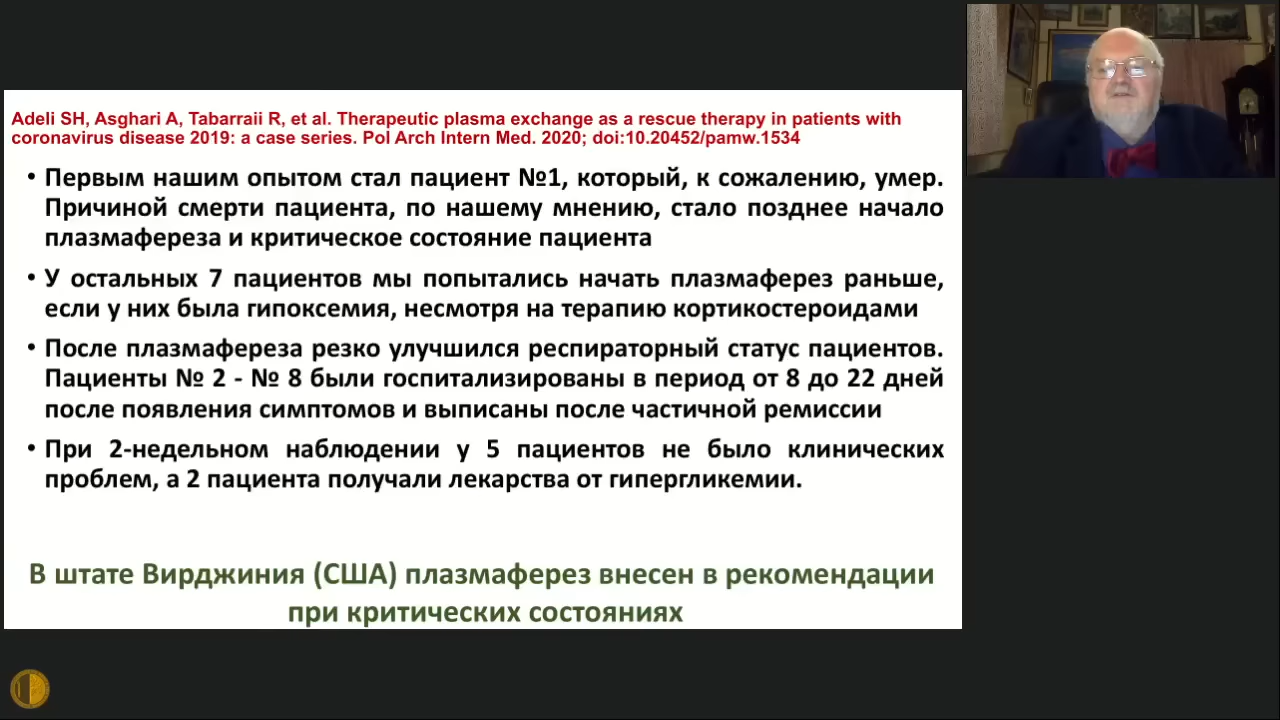 Adeli SH, Asghari A, Tabarraii R, et al. Therapeutic plasma exchange as a rescue therapy in patients with
coronavirus disease 2019: a case series. Pol Arch Intern Med. 2020; doi:10.20452/pamw.1534
• Первым нашим опытом стал пациент №1, который, к сожалению, умер.
Причиной смерти пациента, по нашему мнению, стало позднее начало
плазмафереза и критическое состояние пациента
• У остальных 7 пациентов мы попытались начать плазмаферез раньше,
если у них была гипоксемия, несмотря на терапию кортикостероидами
• После плазмафереза резко улучшился респираторный статус пациентов.
Пациенты № 2 - № 8 были госпитализированы в период от 8 до 22 дней
после появления симптомов и выписаны после частичной ремиссии
• При 2-недельном наблюдении у 5 пациентов не было клинических
проблем, а 2 пациента получали лекарства от гипергликемии.
В штате Вирджиния (США) плазмаферез внесен в рекомендации
при критических состояниях